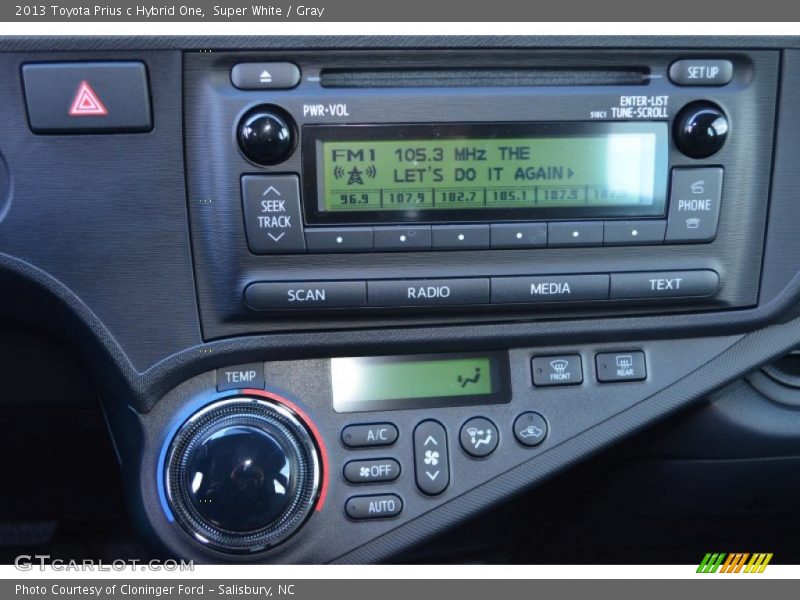 2013 Toyota Prius c Hybrid One, Super White / Gray
SET UP
PWR•VOL
ENTER•LIST
TUNE•SCROLL
FM1 105.3 MHz THE
LET'S DO IT AGAIN
96.9 107.9 102.7 105.1 107.9
SEEK
TRACK
PHONE
SCAN RADIO MEDIA TEXT
TEMP
FRONT
REAR
A/C
OFF
AUTO
GTCARLOT.COM
Photo Courtesy of Cloninger Ford - Salisbury, NC